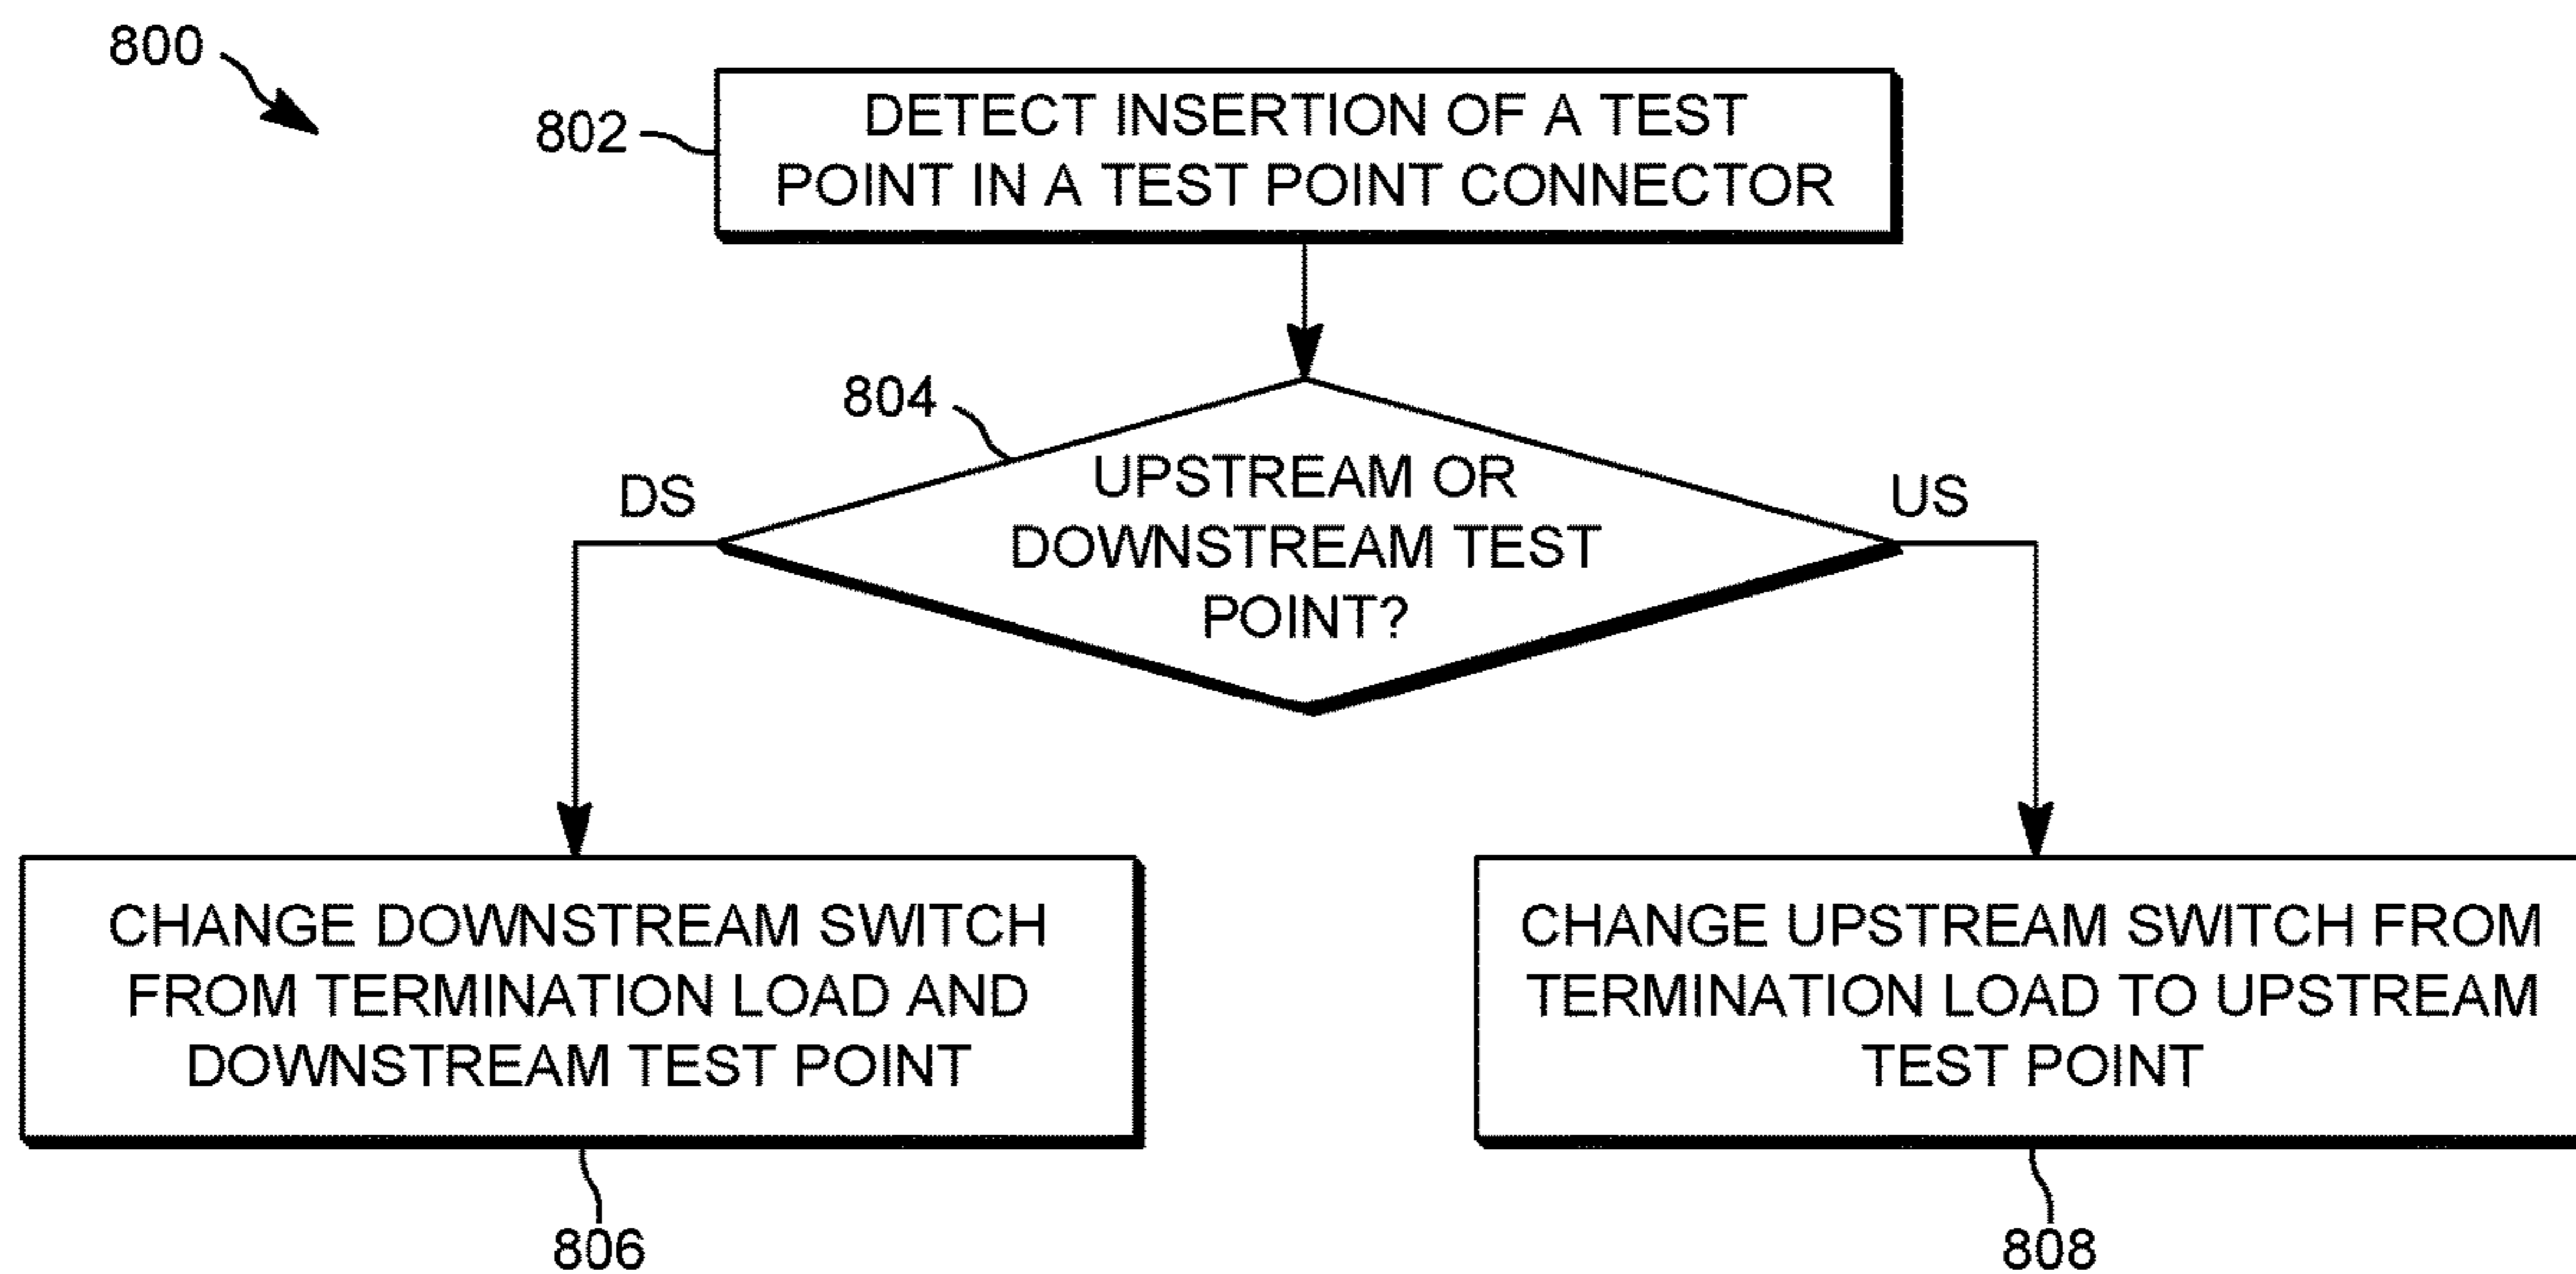 800
802
DETECT INSERTION OF A TEST
POINT IN A TEST POINT CONNECTOR
804
UPSTREAM OR
DOWNSTREAM TEST
POINT?
DS
US
CHANGE DOWNSTREAM SWITCH
FROM TERMINATION LOAD AND
DOWNSTREAM TEST POINT
806
CHANGE UPSTREAM SWITCH FROM
TERMINATION LOAD TO UPSTREAM
TEST POINT
808